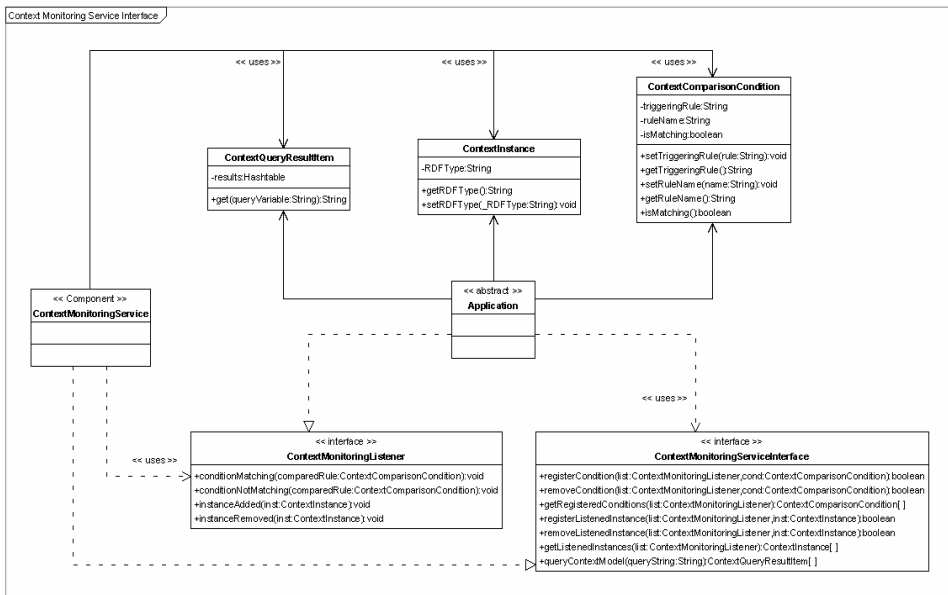 Context Monitoring Service Interface
<< uses >>
<< uses >>
<< uses >>
ContextComparisonCondition
-triggeringRule:String
-ruleName:String
-isMatching:boolean
+setTriggeringRule(rule:String):void
+getTriggeringRule():String
+setRuleName(name:String):void
+getRuleName():String
+isMatching():boolean
ContextQueryResultItem
-results:Hashtable
+get(queryVariable:String):String
ContextInstance
-RDFType:String
+getRDFType():String
+setRDFType(_RDFType:String):void
<< Component >>
ContextMonitoringService
<< abstract >>
Application
<< uses >>
<< uses >>
<< interface >>
ContextMonitoringListener
+conditionMatching(comparedRule:ContextComparisonCondition):void
+conditionNotMatching(comparedRule:ContextComparisonCondition):void
+instanceAdded(inst:ContextInstance):void
+instanceRemoved(inst:ContextInstance):void
<< interface >>
ContextMonitoringServiceInterface
+registerCondition(list:ContextMonitoringListener,cond:ContextComparisonCondition):boolean
+removeCondition(list:ContextMonitoringListener,cond:ContextComparisonCondition):boolean
+getRegisteredConditions(list:ContextMonitoringListener):ContextComparisonCondition[ ]
+registerListenedInstance(list:ContextMonitoringListener,inst:ContextInstance):boolean
+removeListenedInstance(list:ContextMonitoringListener,inst:ContextInstance):boolean
+getListenedInstances(list:ContextMonitoringListener):ContextInstance[ ]
+queryContextModel(queryString:String):ContextQueryResultItem[ ]